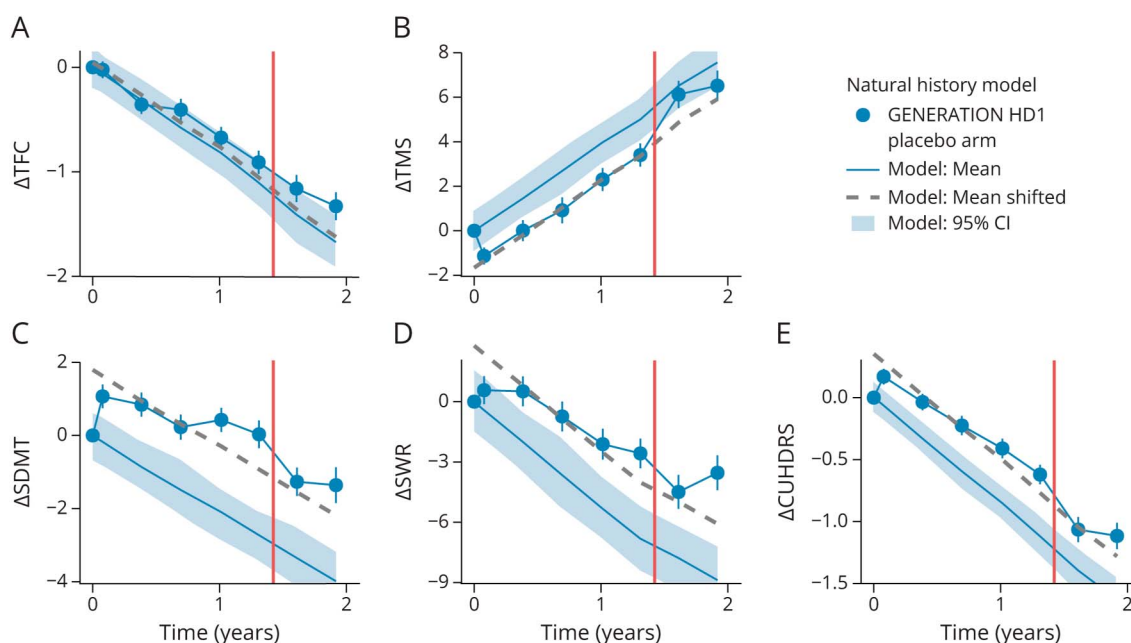 A
0
−1
−2
ΔTFC
0
1
2
B
8
6
4
2
0
−2
ΔTMS
0
1
2
Natural history model
GENERATION HD1
placebo arm
Model: Mean
Model: Mean shifted
Model: 95% CI
C
2
0
−2
−4
ΔSDMT
0
1
2
Time (years)
D
0
−3
−6
−9
ΔSWR
0
1
2
Time (years)
E
0.0
−0.5
−1.0
−1.5
ΔCUHDRS
0
1
2
Time (years)